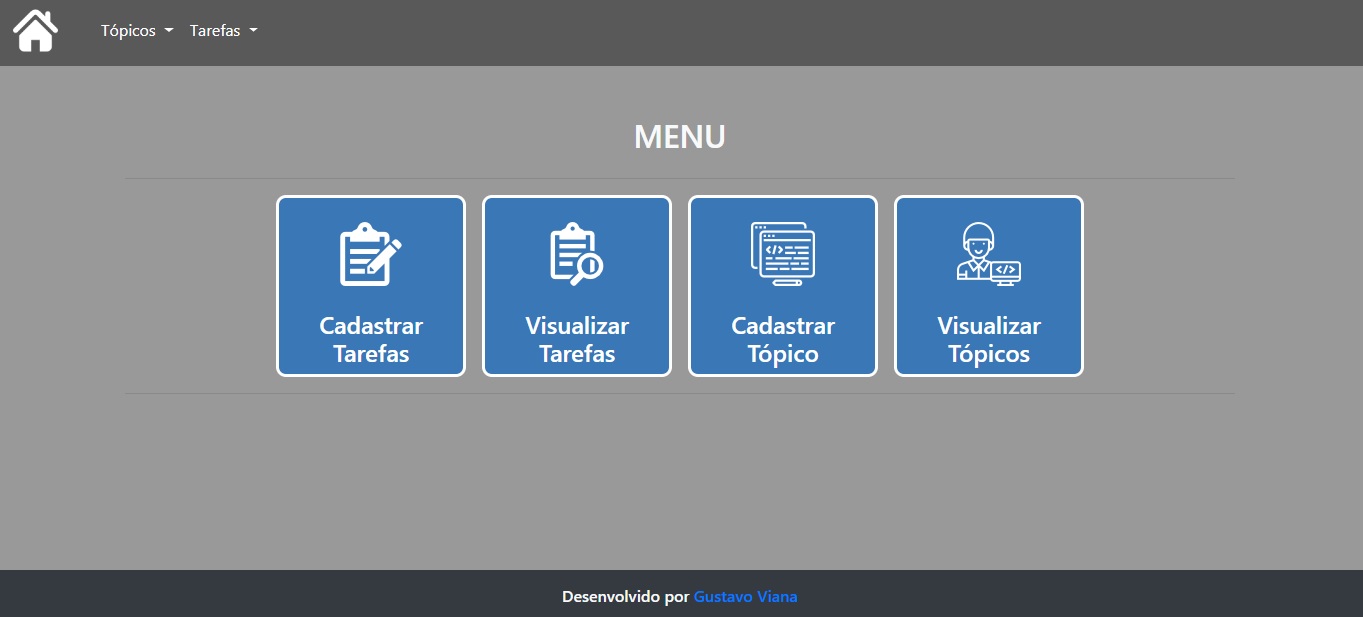 Tópicos Tarefas
MENU
Cadastrar
Tarefas
Visualizar
Tarefas
Cadastrar
Tópico
Visualizar
Tópicos
Desenvolvido por Gustavo Viana